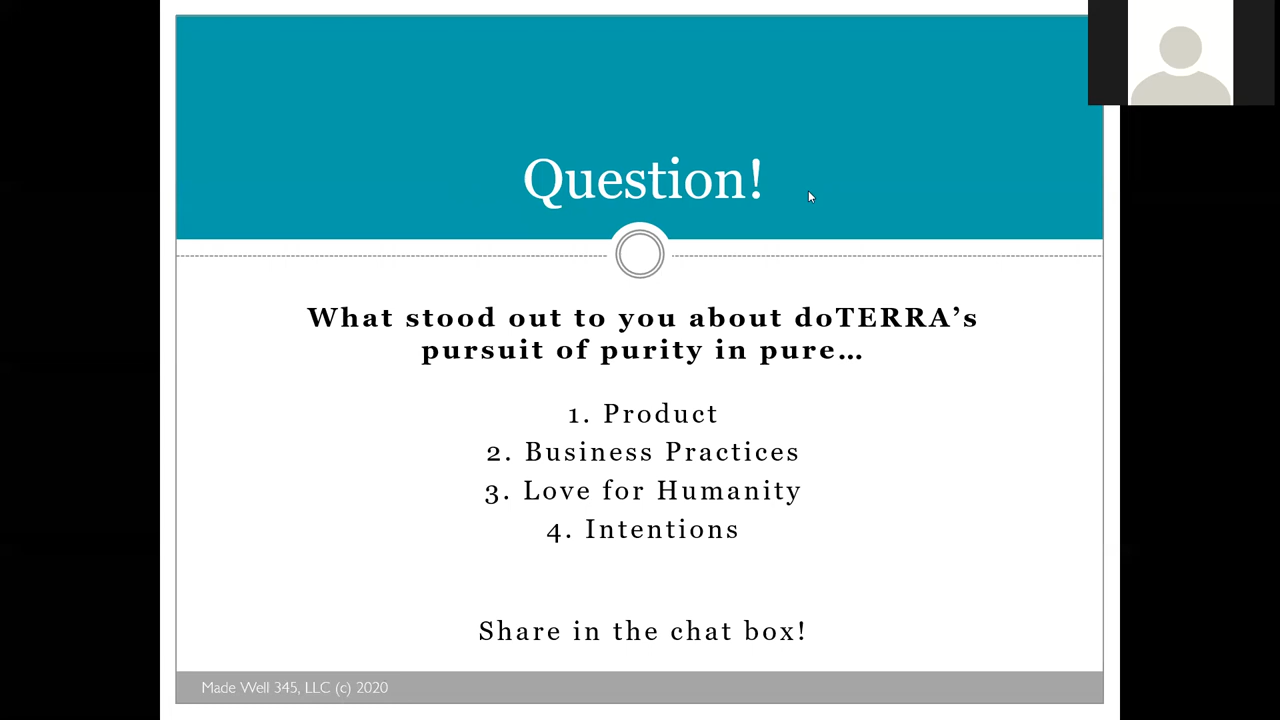 Question!
What stood out to you about doTERRA’s
pursuit of purity in pure…
1. Product
2. Business Practices
3. Love for Humanity
4. Intentions
Share in the chat box!
Made Well 345, LLC (c) 2020